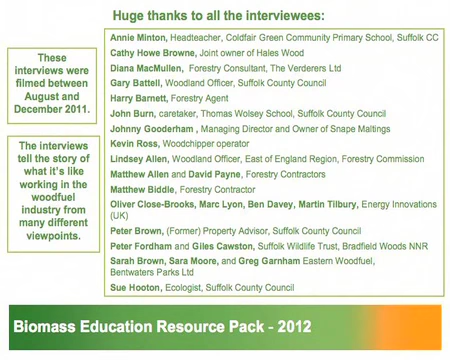 Huge thanks to all the interviewees:
These
interviews were
filmed between
August and
December 2011.
The interviews
tell the story of
what it's like
working in the
woodfuel
industry from
many different
viewpoints.
Annie Minton, Headteacher, Coldfair Green Community Primary School, Suffolk CC
Cathy Howe Browne, Joint owner of Hales Wood
Diana MacMullen, Forestry Consultant, The Verderers Ltd
Gary Battell, Woodland Officer, Suffolk County Council
Harry Barnett, Forestry Agent
John Burn, caretaker, Thomas Wolsey School, Suffolk County Council
Johnny Gooderham , Managing Director and Owner of Snape Maltings
Kevin Ross, Woodchipper operator
Lindsey Allen, Woodland Officer, East of England Region, Forestry Commission
Matthew Allen and David Payne, Forestry Contractors
Matthew Biddle, Forestry Contractor
Oliver Close-Brooks, Marc Lyon, Ben Davey, Martin Tilbury, Energy Innovations
(UK)
Peter Brown, (Former) Property Advisor, Suffolk County Council
Peter Fordham and Giles Cawston, Suffolk Wildlife Trust, Bradfield Woods NNR
Sarah Brown, Sara Moore, and Greg Garnham Eastern Woodfuel,
Bentwaters Parks Ltd
Sue Hooton, Ecologist, Suffolk County Council
Biomass Education Resource Pack - 2012